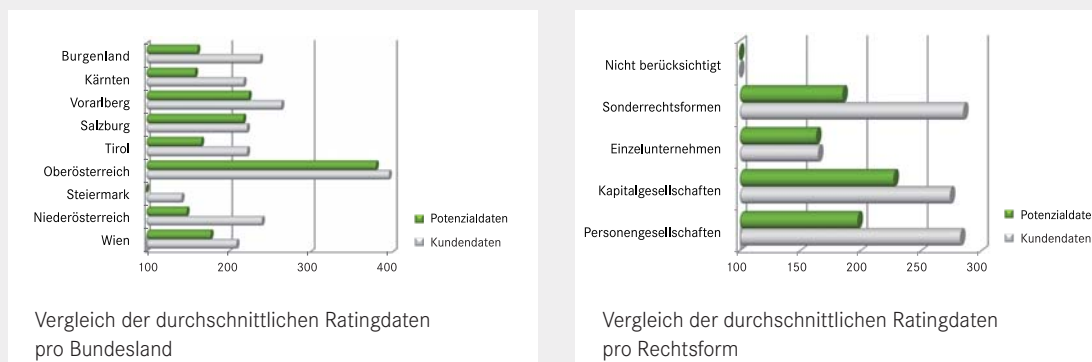 Burgenland
Kärnten
Vorarlberg
Salzburg
Tirol
Oberösterreich
Steiermark
Niederösterreich
Wien
Potenzialdaten
Kundendaten
100 200 300 400
Vergleich der durchschnittlichen Ratingdaten
pro Bundesland
Nicht berücksichtigt
Sonderrechtsformen
Einzelunternehmen
Kapitalgesellschaften
Personengesellschaften
Potenzialdate
Kundendaten
100 150 200 250 300
Vergleich der durchschnittlichen Ratingdaten
pro Rechtsform